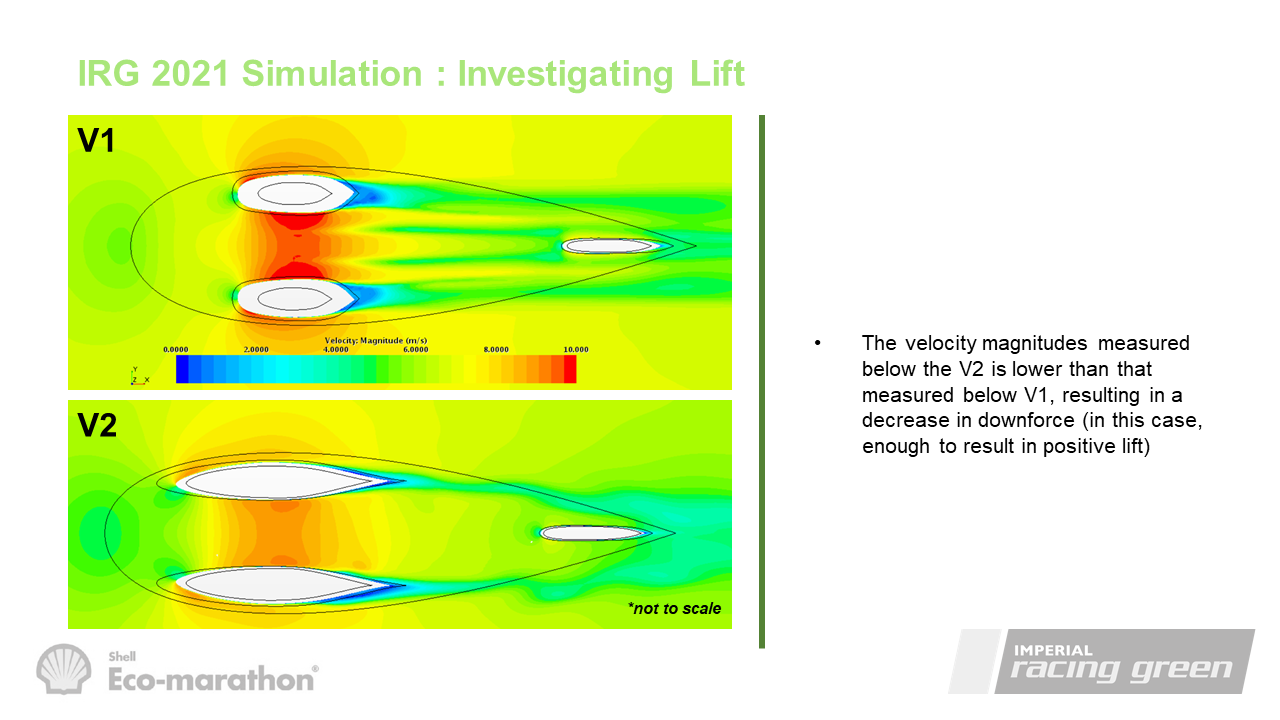 IRG 2021 Simulation : Investigating Lift
V1
Velocity: Magnitude (m/s)
0.0000 2.0000 4.0000 6.0000 8.0000 10.000
Y
Z X
V2
*not to scale
• The velocity magnitudes measured
below the V2 is lower than that
measured below V1, resulting in a
decrease in downforce (in this case,
enough to result in positive lift)
Shell
Eco-marathon®
IMPERIAL
racing green